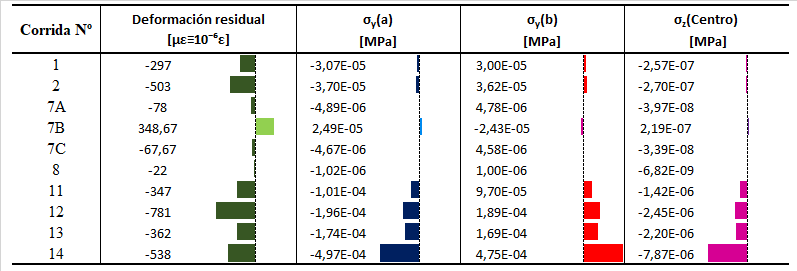 Corrida Nº Deformación residual [µε≡10⁻⁶ε] σy(a) [MPa] σy(b) [MPa] σz(Centro) [MPa]
1 -297 -3,07E-05 3,00E-05 -2,57E-07
2 -503 -3,70E-05 3,62E-05 -2,70E-07
7A -78 -4,89E-06 4,78E-06 -3,97E-08
7B 348,67 2,49E-05 -2,43E-05 2,19E-07
7C -67,67 -4,67E-06 4,58E-06 -3,39E-08
8 -22 -1,02E-06 1,00E-06 -6,82E-09
11 -347 -1,01E-04 9,70E-05 -1,42E-06
12 -781 -1,96E-04 1,89E-04 -2,45E-06
13 -362 -1,74E-04 1,69E-04 -2,20E-06
14 -538 -4,97E-04 4,75E-04 -7,87E-06